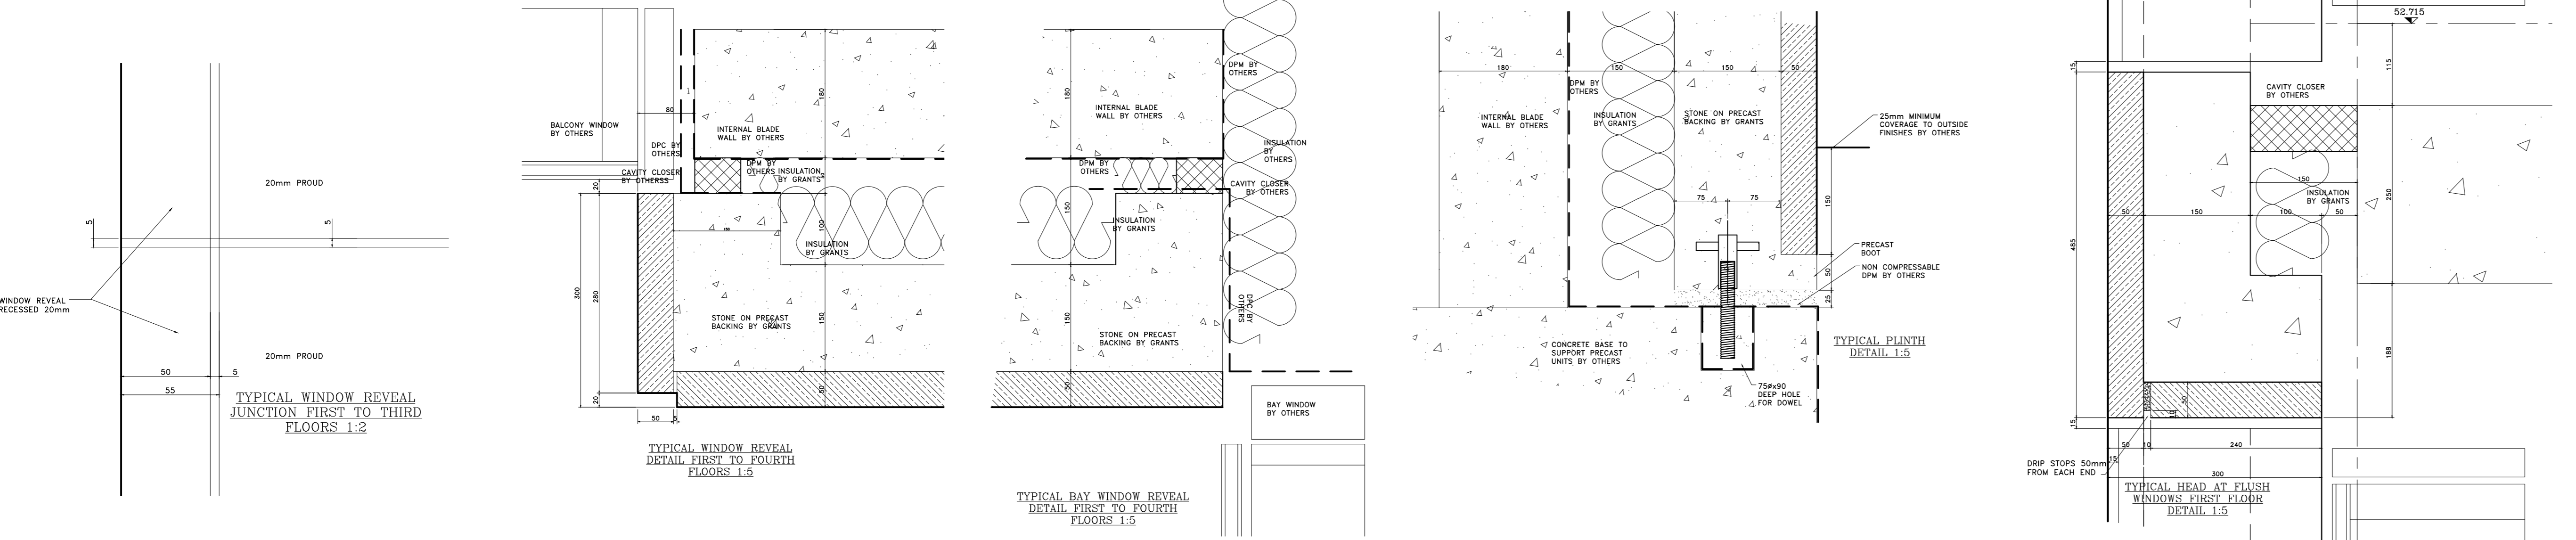 20mm PROUD
5
5
WINDOW REVEAL
RECESSED 20mm
20mm PROUD
50
5
55
TYPICAL WINDOW REVEAL
JUNCTION FIRST TO THIRD
FLOORS 1:2
BALCONY WINDOW
BY OTHERS
80
180
INTERNAL BLADE
WALL BY OTHERS
DPC BY
OTHERS
CAVITY CLOSER
BY OTHERSS
DPM BY
OTHERS
INSULATION
BY GRANTS
20
100
INSULATION
BY GRANTS
300
280
150
STONE ON PRECAST
BACKING BY GRANTS
20
50
50
5
TYPICAL WINDOW REVEAL
DETAIL FIRST TO FOURTH
FLOORS 1:5
DPM BY
OTHERS
180
INTERNAL BLADE
WALL BY OTHERS
INSULATION
BY
OTHERS
DPM BY
OTHERS
CAVITY CLOSER
BY OTHERS
150
INSULATION
BY GRANTS
DPC BY
OTHERS
150
STONE ON PRECAST
BACKING BY GRANTS
50
BAY WINDOW
BY OTHERS
TYPICAL BAY WINDOW REVEAL
DETAIL FIRST TO FOURTH
FLOORS 1:5
180
150
150
50
DPM BY
OTHERS
INTERNAL BLADE
WALL BY OTHERS
INSULATION
BY GRANTS
STONE ON PRECAST
BACKING BY GRANTS
25mm MINIMUM
COVERAGE TO OUTSIDE
FINISHES BY OTHERS
75
75
150
PRECAST
BOOT
50
NON COMPRESSABLE
DPM BY OTHERS
25
CONCRETE BASE TO
SUPPORT PRECAST
UNITS BY OTHERS
75øx90
DEEP HOLE
FOR DOWEL
TYPICAL PLINTH
DETAIL 1:5
52.715
15
115
CAVITY CLOSER
BY OTHERS
150
INSULATION
BY GRANTS
250
50
150
100
50
485
188
50
10
15
50
10
240
15
DRIP STOPS 50mm
FROM EACH END
300
TYPICAL HEAD AT FLUSH
WINDOWS FIRST FLOOR
DETAIL 1:5